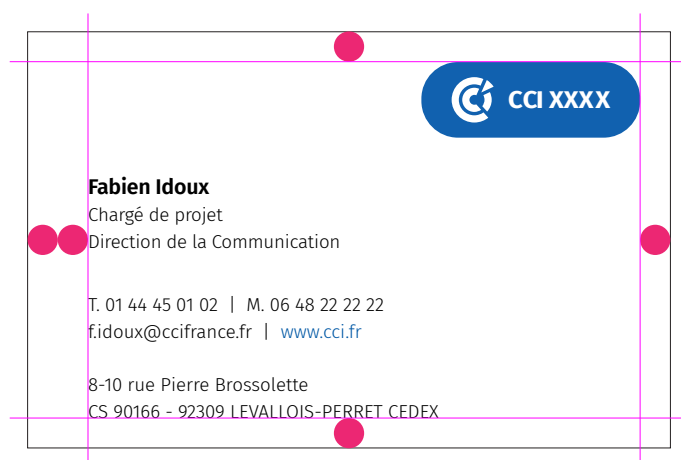 CCI XXXX
Fabien Idoux
Chargé de projet
Direction de la Communication
T. 01 44 45 01 02 | M. 06 48 22 22 22
f.idoux@ccifrance.fr | www.cci.fr
8-10 rue Pierre Brossolette
CS 90166 - 92309 LEVALLOIS-PERRET CEDEX